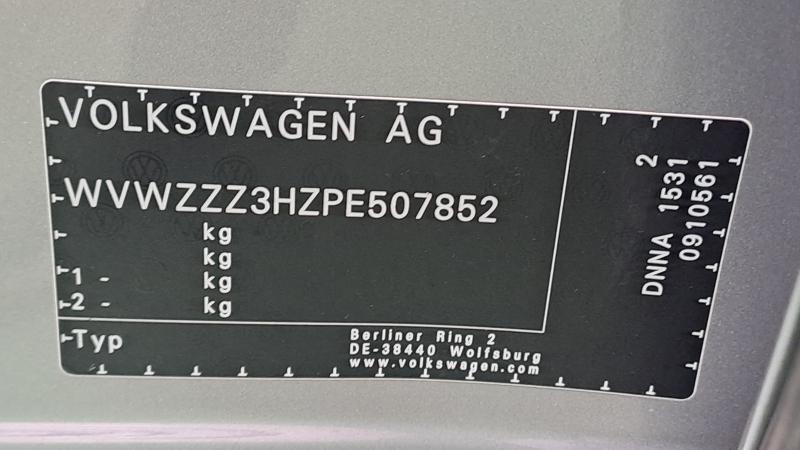 VOLKSWAGEN AG
WVWZZZ3HZPE507852
kg
kg
1 - kg
2 - kg
Typ
Berliner Ring 2
DE-38440 Wolfsburg
www.volkswagen.com
2
DNNA 1531
0910561